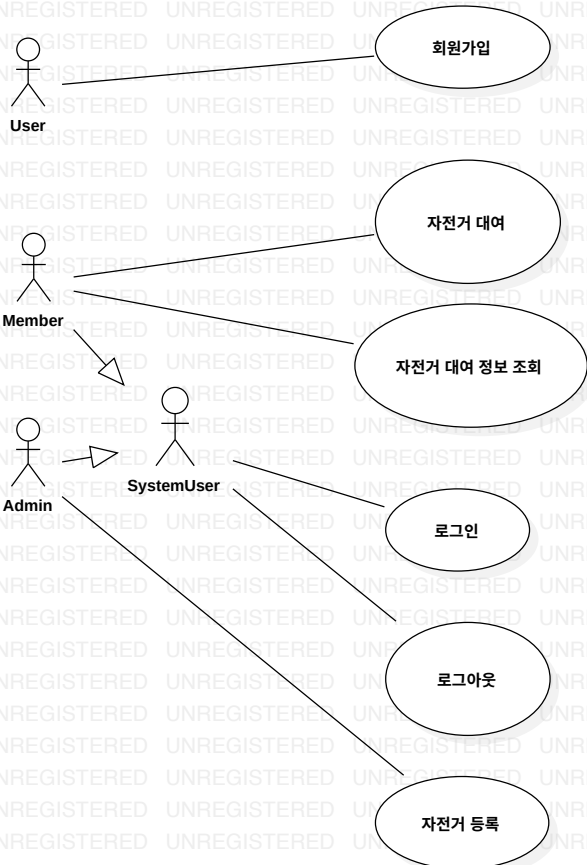 회원가입
User
자전거 대여
Member
자전거 대여 정보 조회
SystemUser
Admin
로그인
로그아웃
자전거 등록
UNREGISTERED